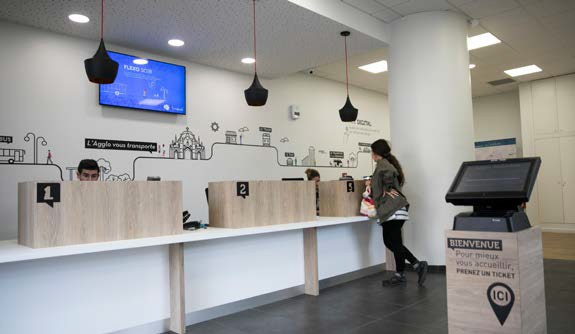 FLEXO SOIR
BUS
L'Agglo vous transporte
DIGITAL
1
2
3
BIENVENUE
Pour mieux
vous accueillir,
PRENEZ UN TICKET
ICI